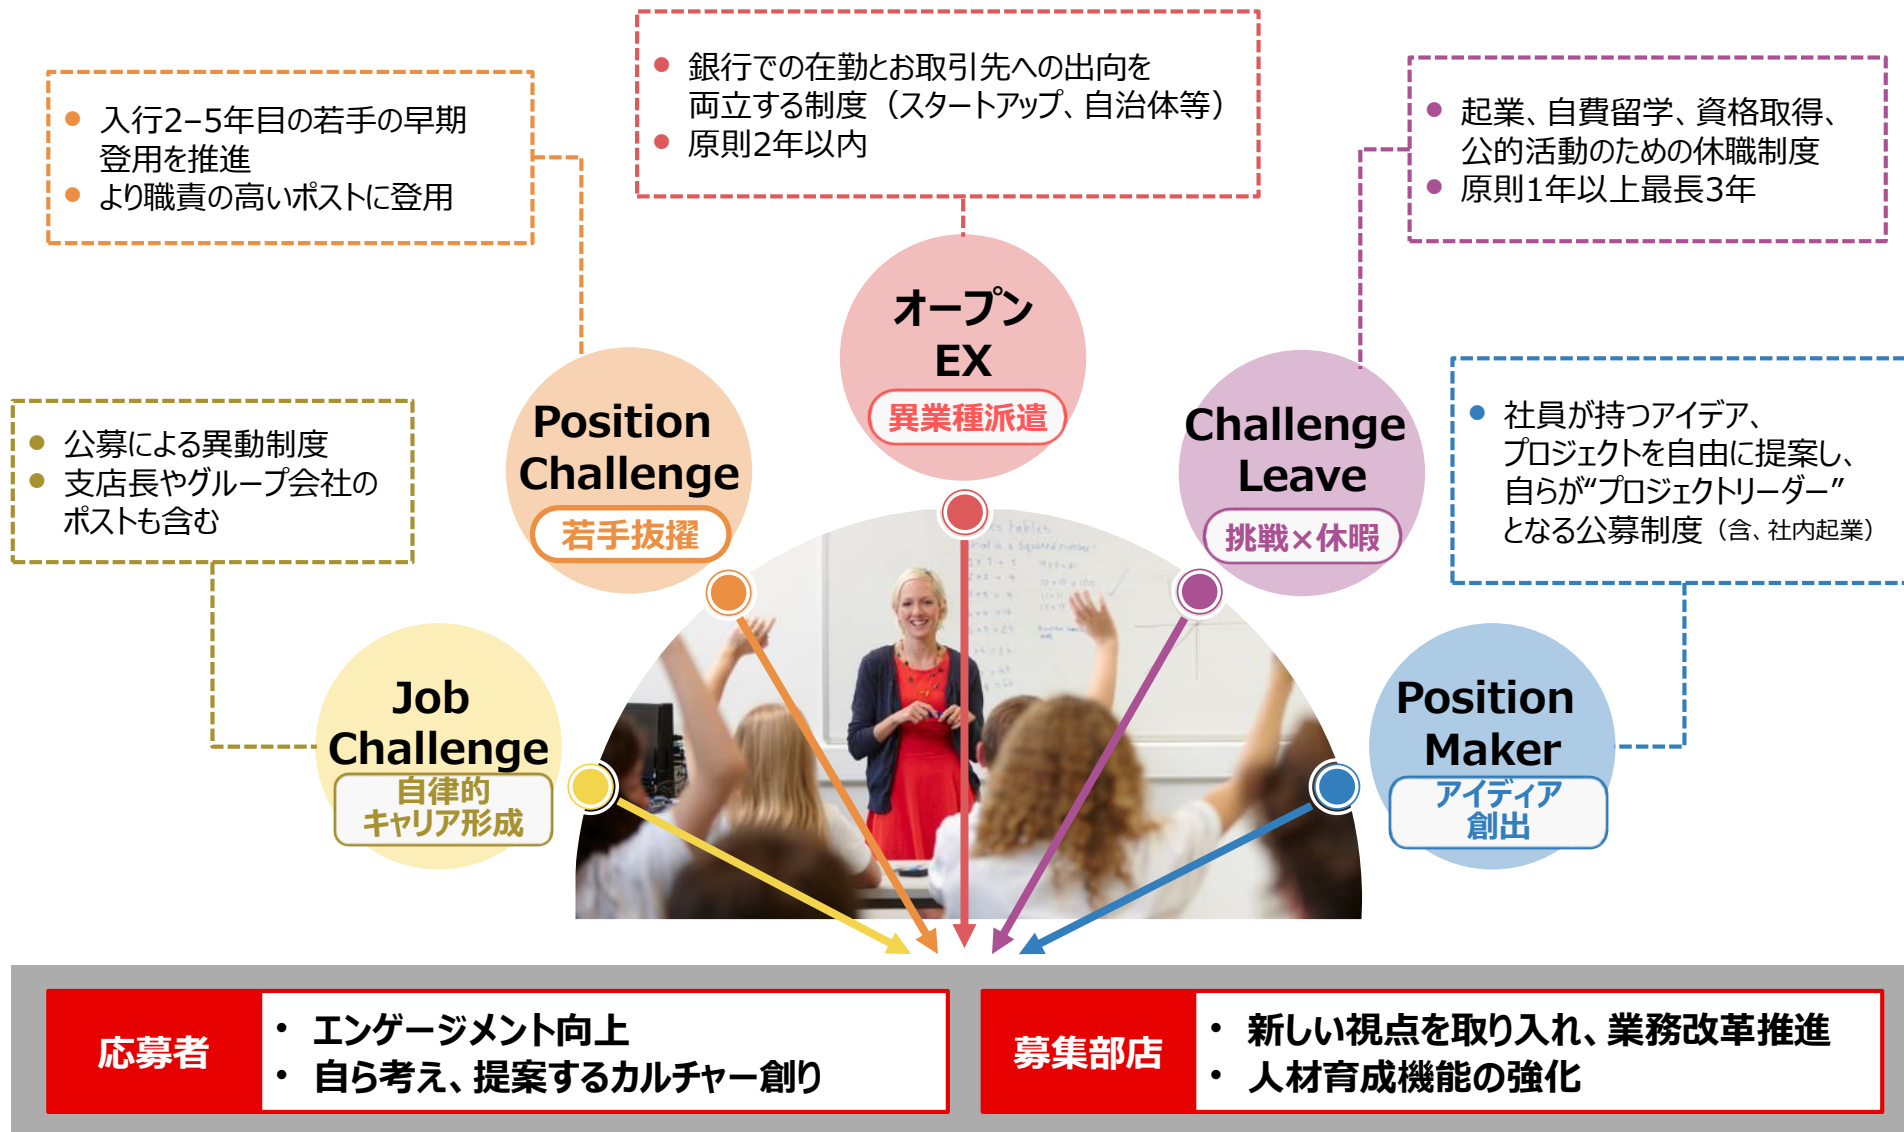 銀行での在勤とお取引先への出向を
両立する制度（スタートアップ、自治体等）
原則2年以内
入行2–5年目の若手の早期
登用を推進
より職責の高いポストに登用
起業、自費留学、資格取得、
公的活動のための休職制度
原則1年以上最長3年
オープン
EX
異業種派遣
Position
Challenge
若手抜擢
Challenge
Leave
挑戦×休暇
公募による異動制度
支店長やグループ会社の
ポストも含む
社員が持つアイデア、
プロジェクトを自由に提案し、
自らが“プロジェクトリーダー”
となる公募制度（含、社内起業）
Job
Challenge
自律的
キャリア形成
Position
Maker
アイディア
創出
応募者
• エンゲージメント向上
• 自ら考え、提案するカルチャー創り
募集部店
• 新しい視点を取り入れ、業務改革推進
• 人材育成機能の強化